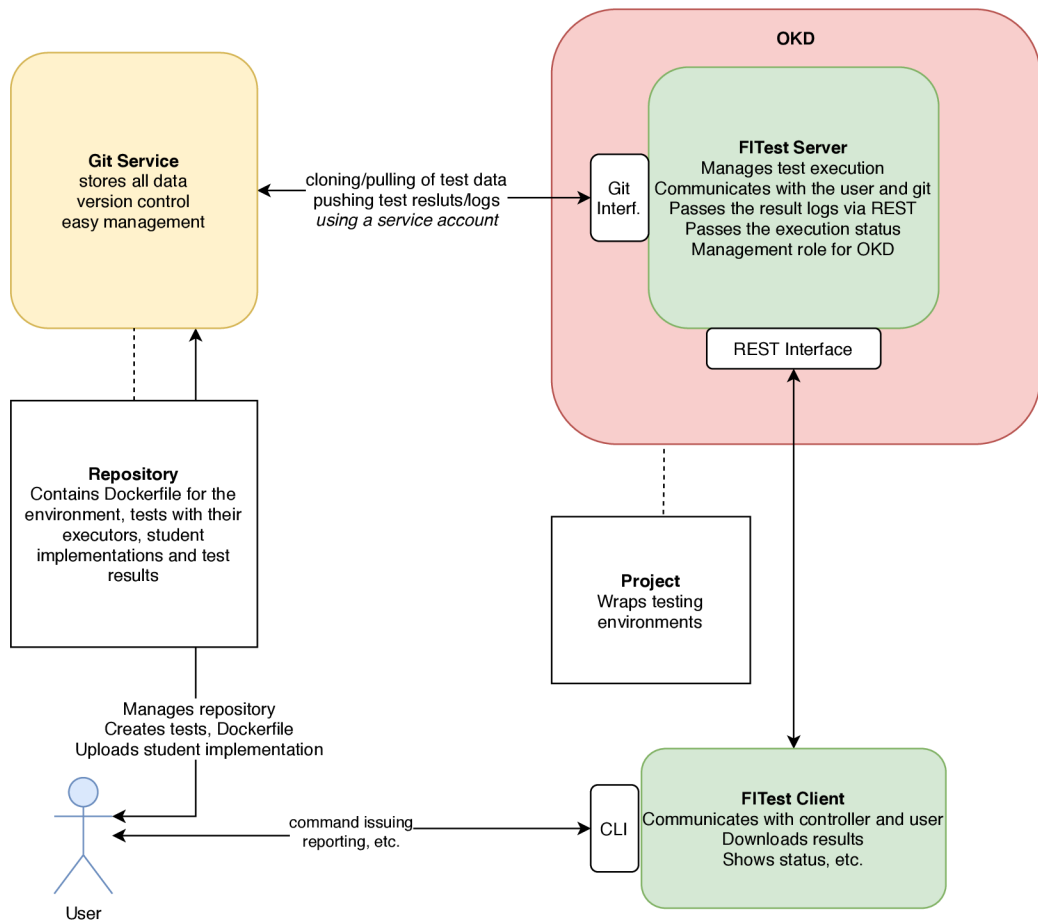 OKD
Git Service
stores all data
version control
easy management
cloning/pulling of test data
pushing test resluts/logs
using a service account
Git
Interf.
FITest Server
Manages test execution
Communicates with the user and git
Passes the result logs via REST
Passes the execution status
Management role for OKD
REST Interface
Repository
Contains Dockerfile for the
environment, tests with their
executors, student
implementations and test
results
Project
Wraps testing
environments
Manages repository
Creates tests, Dockerfile
Uploads student implementation
User
command issuing
reporting, etc.
CLI
FITest Client
Communicates with controller and user
Downloads results
Shows status, etc.